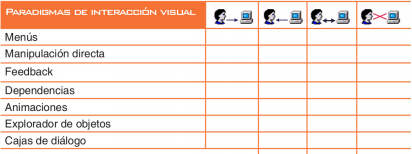 PARADIGMAS DE INTERACCIÓN VISUAL
Menús
Manipulación directa
Feedback
Dependencias
Animaciones
Explorador de objetos
Cajas de diálogo